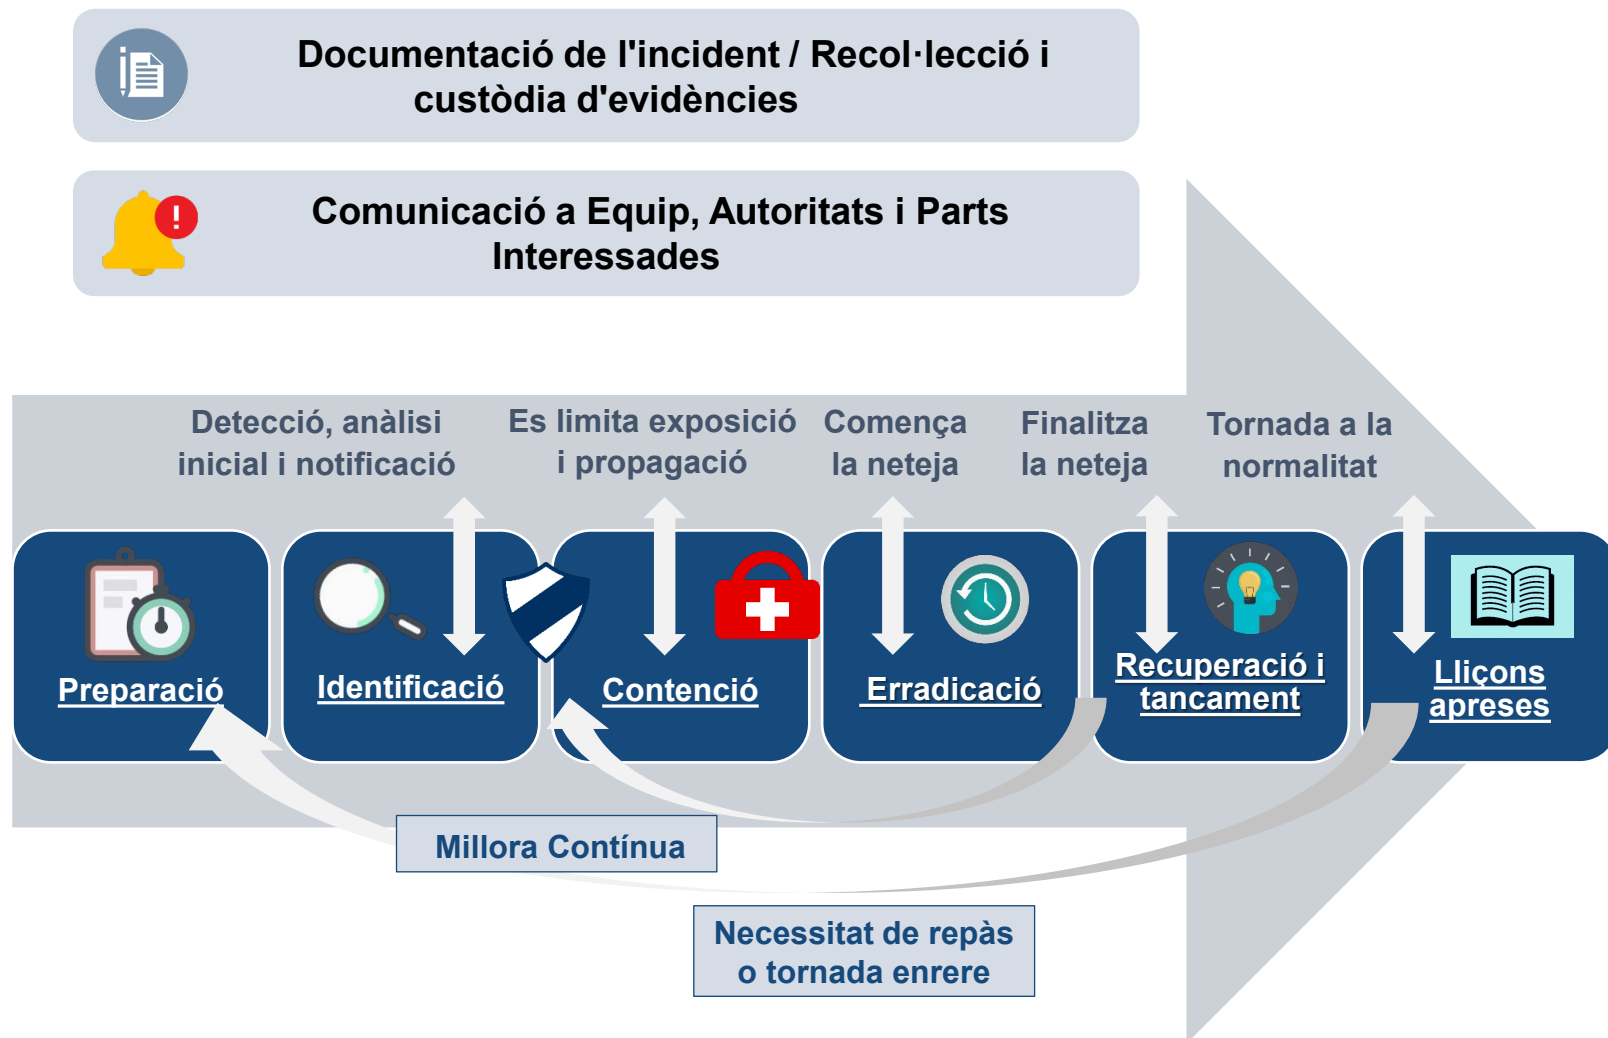 Documentació de l'incident / Recol·lecció i
custòdia d'evidències
Comunicació a Equip, Autoritats i Parts
Interessades
Detecció, anàlisi
inicial i notificació
Es limita exposició
i propagació
Comença
la neteja
Finalitza
la neteja
Tornada a la
normalitat
Preparació
Identificació
Contenció
Erradicació
Recuperació i
tancament
Lliçons
apreses
Millora Contínua
Necessitat de repàs
o tornada enrere